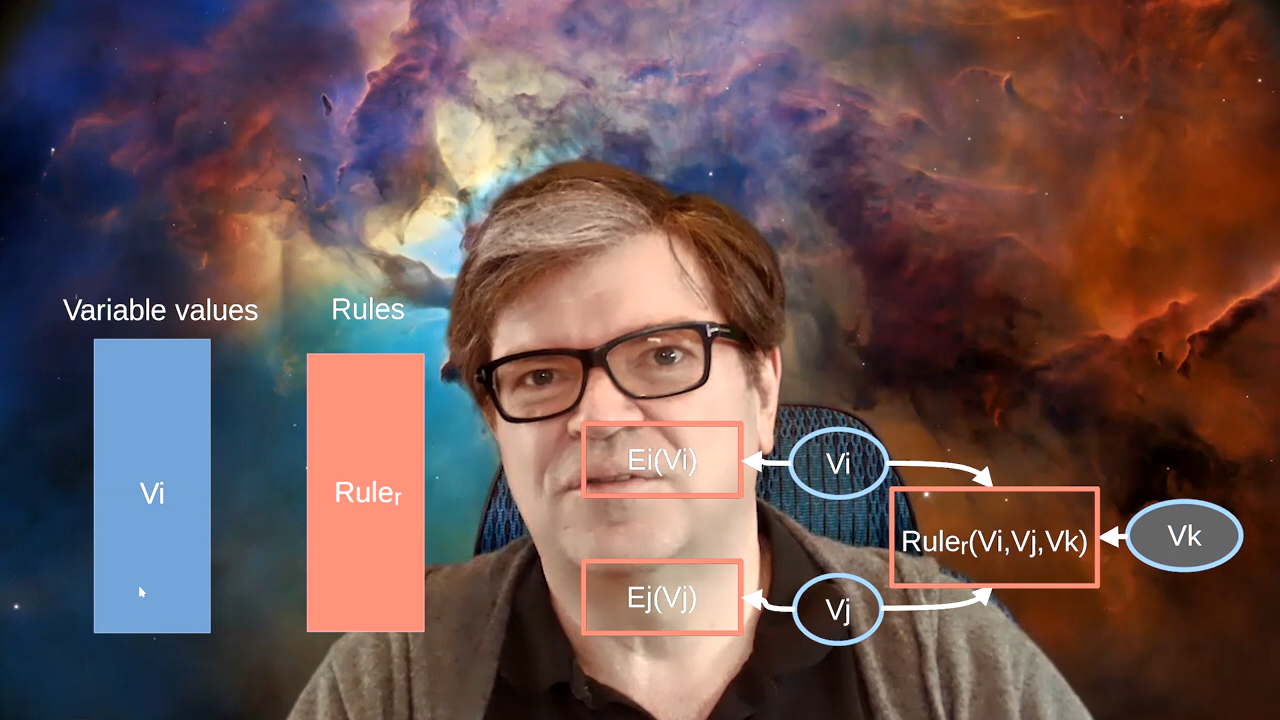 Variable values
Rules
Vi
Ruleᵣ
Ei(Vi)
Vi
Ruleᵣ(Vi,Vj,Vk)
Vk
Ej(Vj)
Vj